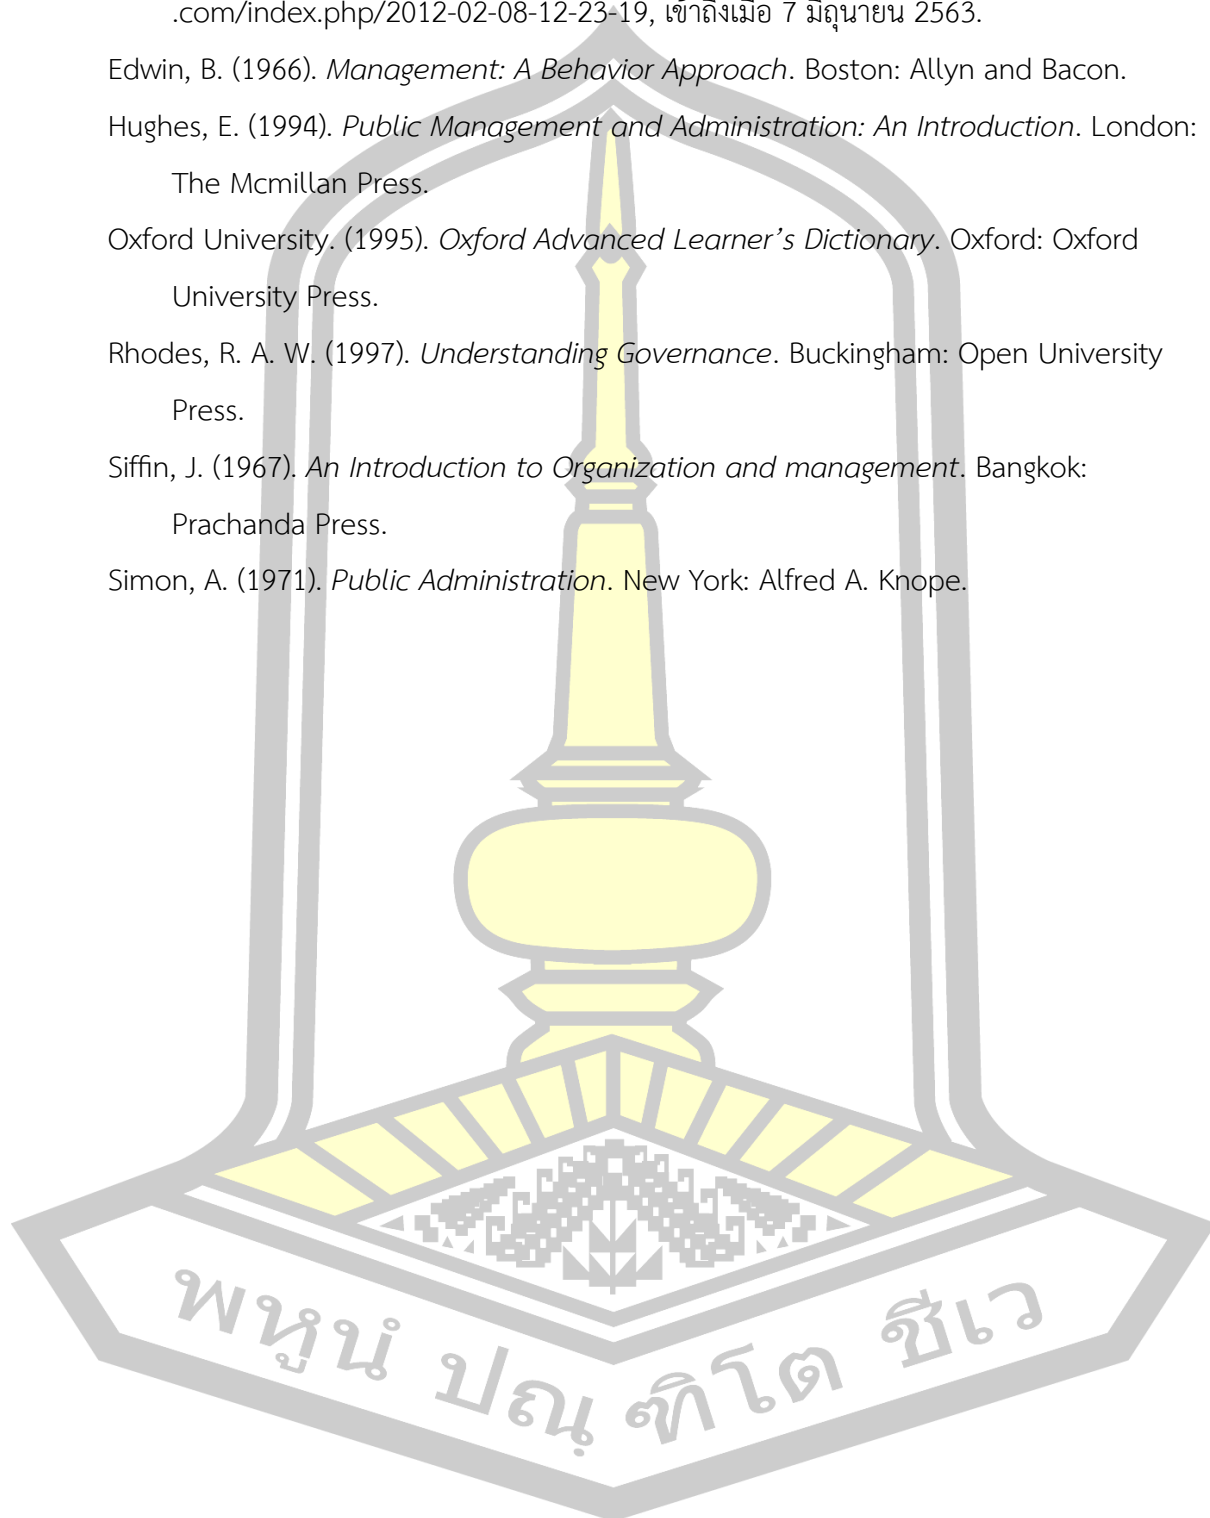 .com/index.php/2012-02-08-12-23-19, เข้าถึงเมื่อ 7 มิถุนายน 2563.
Edwin, B. (1966). Management: A Behavior Approach. Boston: Allyn and Bacon.
Hughes, E. (1994). Public Management and Administration: An Introduction. London:
The Mcmillan Press.
Oxford University. (1995). Oxford Advanced Learner’s Dictionary. Oxford: Oxford
University Press.
Rhodes, R. A. W. (1997). Understanding Governance. Buckingham: Open University
Press.
Siffin, J. (1967). An Introduction to Organization and management. Bangkok:
Prachanda Press.
Simon, A. (1971). Public Administration. New York: Alfred A. Knope.
พหูนํ ปณฺฑิโต ชีเว